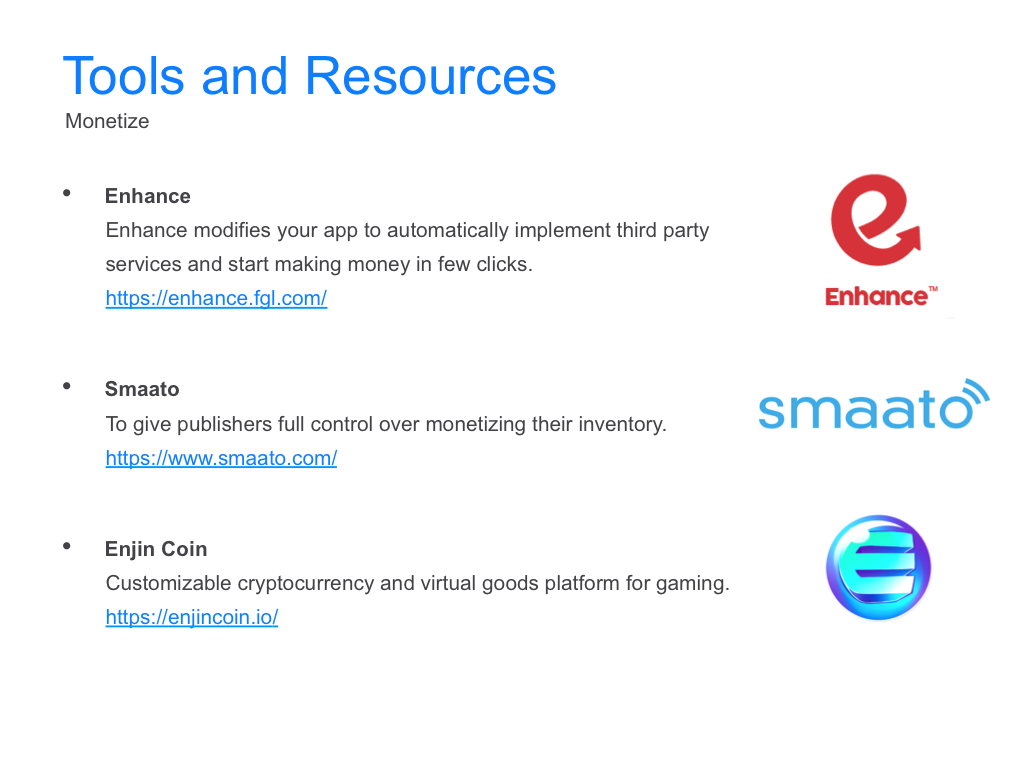 Tools and Resources
Monetize
• Enhance
Enhance modifies your app to automatically implement third party
services and start making money in few clicks.
https://enhance.fgl.com/
Enhance™
• Smaato
To give publishers full control over monetizing their inventory.
https://www.smaato.com/
smaato
• Enjin Coin
Customizable cryptocurrency and virtual goods platform for gaming.
https://enjincoin.io/